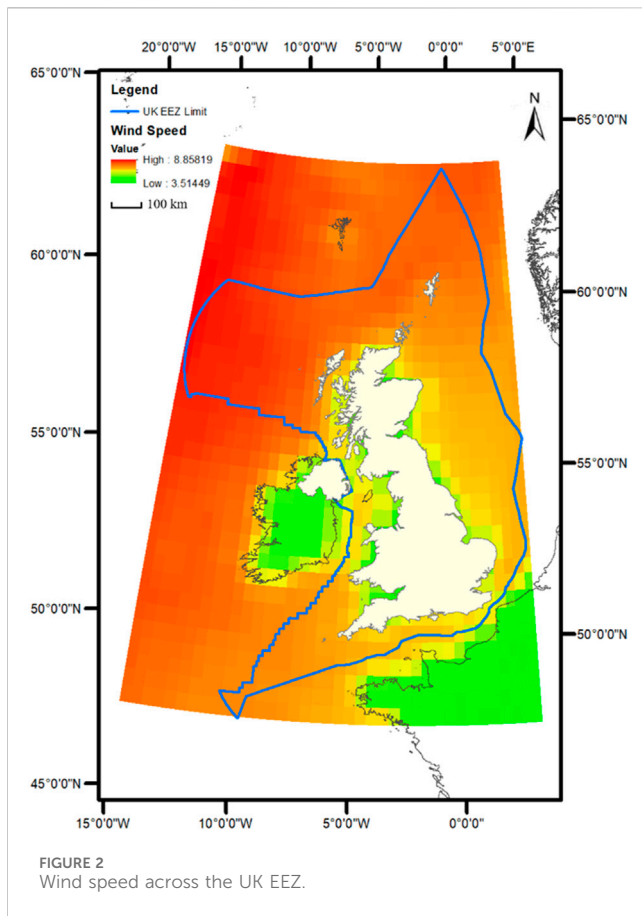 20°0'0"W 15°0'0"W 10°0'0"W 5°0'0"W 0°0'0" 5°0'0"E
65°0'0"N
Legend
UK EEZ Limit
Wind Speed
Value
High : 8.85819
Low : 3.51449
100 km
N
65°0'0"N
60°0'0"N
60°0'0"N
55°0'0"N
55°0'0"N
50°0'0"N
50°0'0"N
45°0'0"N
15°0'0"W 10°0'0"W 5°0'0"W 0°0'0"
FIGURE 2
Wind speed across the UK EEZ.